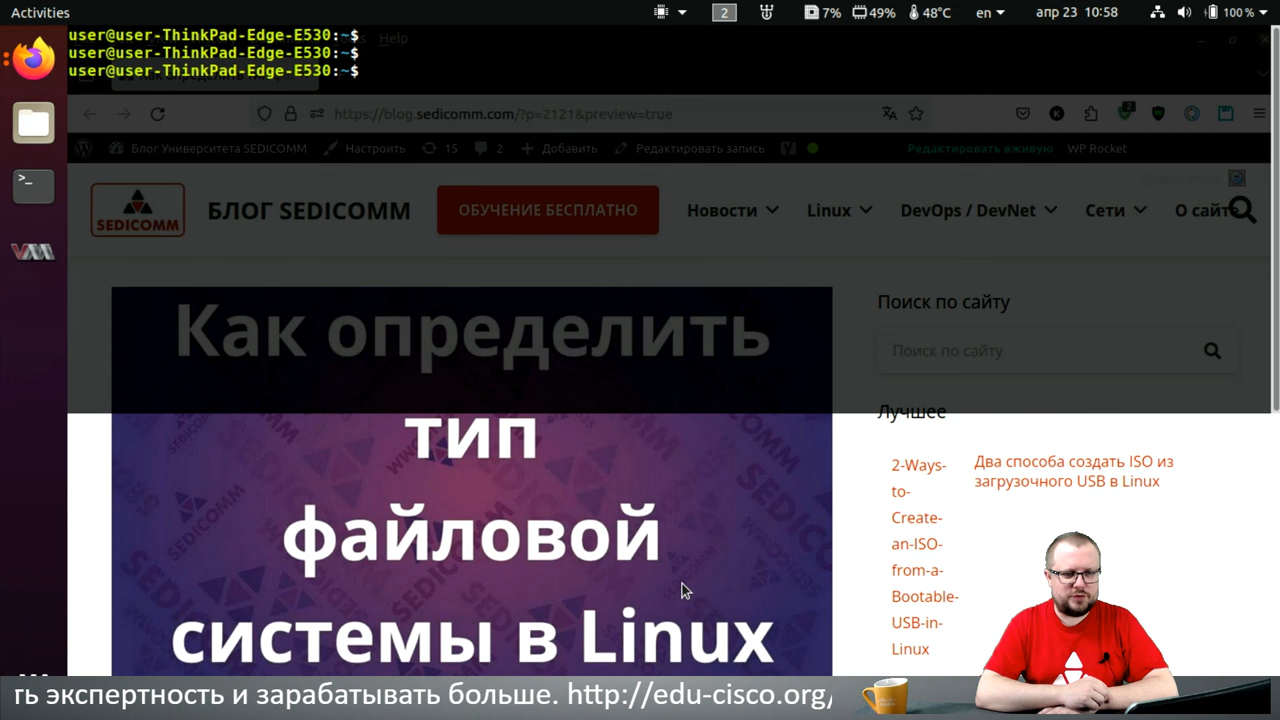 Activities
2
7%
49%
48°C
en
апр 23 10:58
100 %
user@user-ThinkPad-Edge-E530:~$
Help
user@user-ThinkPad-Edge-E530:~$
user@user-ThinkPad-Edge-E530:~$
https://blog.sedicomm.com/?p=2121&preview=true
2
Блог Университета SEDICOMM
Настроить
15
2
Добавить
Редактировать запись
Редактировать вживую
WP Rocket
SEDICOMM
БЛОГ SEDICOMM
ОБУЧЕНИЕ БЕСПЛАТНО
Новости
Linux
DevOps / DevNet
Сети
О сайте
Как определить
тип
файловой
системы в Linux
Поиск по сайту
Поиск по сайту
Лучшее
2-Ways-
to-
Create-
an-ISO-
from-a-
Bootable-
USB-in-
Linux
Два способа создать ISO из
загрузочного USB в Linux
ть экспертность и зарабатывать больше. http://edu-cisco.org/